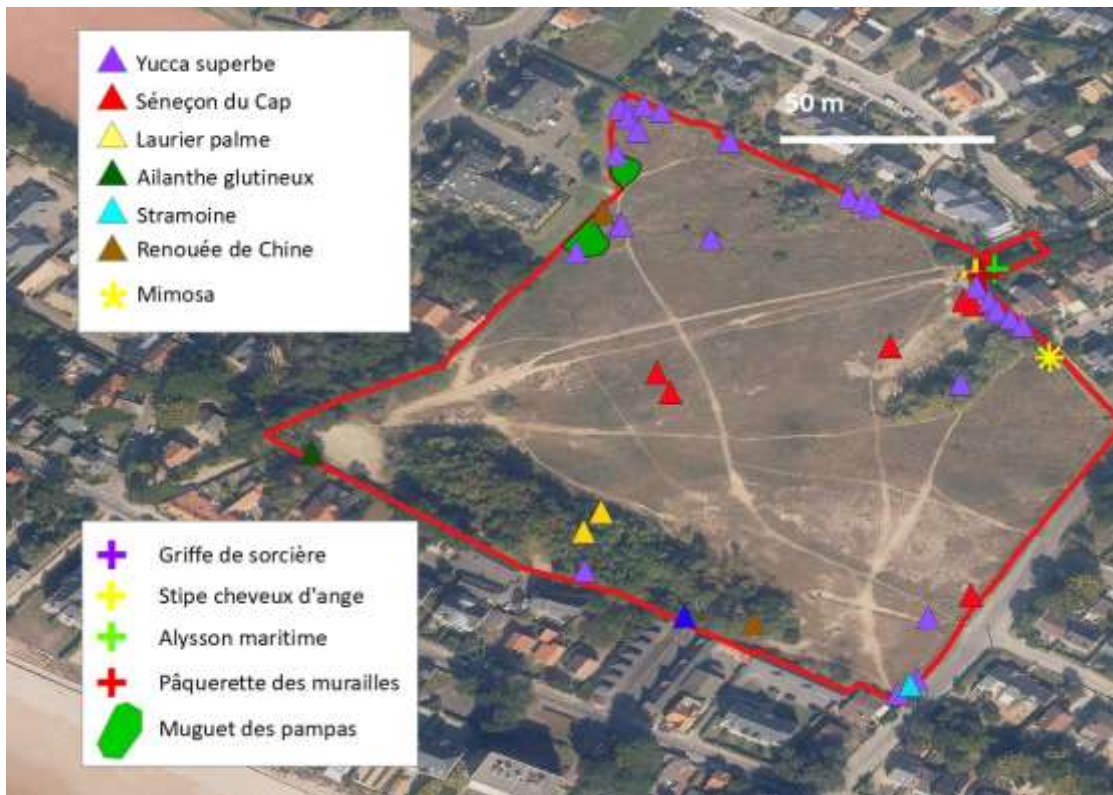 Yucca superbe
Séneçon du Cap
Laurier palme
Ailanthe glutineux
Stramoine
Renouée de Chine
Mimosa
50 m
Griffe de sorcière
Stipe cheveux d'ange
Alysson maritime
Pâquerette des murailles
Muguet des pampas